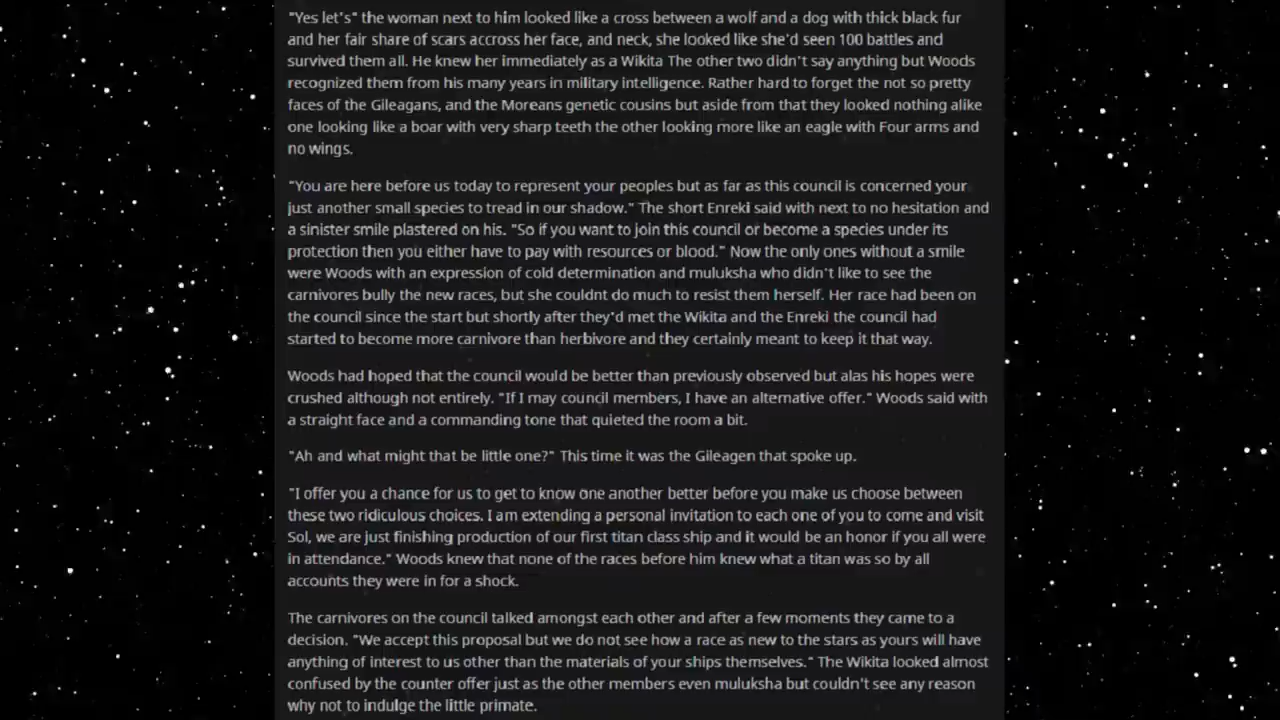 "Yes let's" the woman next to him looked like a cross between a wolf and a dog with thick black fur
and her fair share of scars accross her face, and neck, she looked like she'd seen 100 battles and
survived them all. He knew her immediately as a Wikita The other two didn't say anything but Woods
recognized them from his many years in military intelligence. Rather hard to forget the not so pretty
faces of the Gileagans, and the Moreans genetic cousins but aside from that they looked nothing alike
one looking like a boar with very sharp teeth the other looking more like an eagle with Four arms and
no wings.
"You are here before us today to represent your peoples but as far as this council is concerned your
just another small species to tread in our shadow." The short Enreki said with next to no hesitation and
a sinister smile plastered on his. "So if you want to join this council or become a species under its
protection then you either have to pay with resources or blood." Now the only ones without a smile
were Woods with an expression of cold determination and muluksha who didn't like to see the
carnivores bully the new races, but she couldnt do much to resist them herself. Her race had been on
the council since the start but shortly after they'd met the Wikita and the Enreki the council had
started to become more carnivore than herbivore and they certainly meant to keep it that way.
Woods had hoped that the council would be better than previously observed but alas his hopes were
crushed although not entirely. "If I may council members, I have an alternative offer." Woods said with
a straight face and a commanding tone that quieted the room a bit.
"Ah and what might that be little one?" This time it was the Gileagen that spoke up.
"I offer you a chance for us to get to know one another better before you make us choose between
these two ridiculous choices. I am extending a personal invitation to each one of you to come and visit
Sol, we are just finishing production of our first titan class ship and it would be an honor if you all were
in attendance." Woods knew that none of the races before him knew what a titan was so by all
accounts they were in for a shock.
The carnivores on the council talked amongst each other and after a few moments they came to a
decision. "We accept this proposal but we do not see how a race as new to the stars as yours will have
anything of interest to us other than the materials of your ships themselves." The Wikita looked almost
confused by the counter offer just as the other members even muluksha but couldn't see any reason
why not to indulge the little primate.